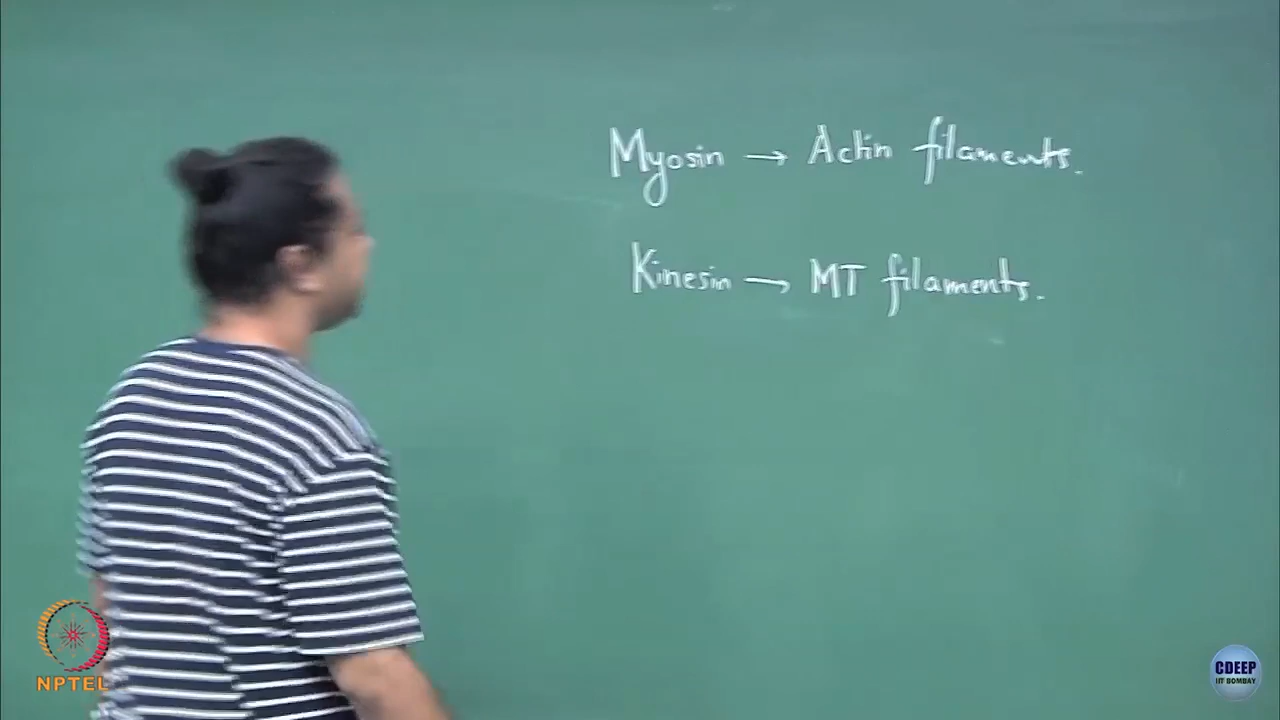 Myosin → Actin filaments.
Kinesin → MT filaments.
NPTEL
CDEEP
IIT BOMBAY